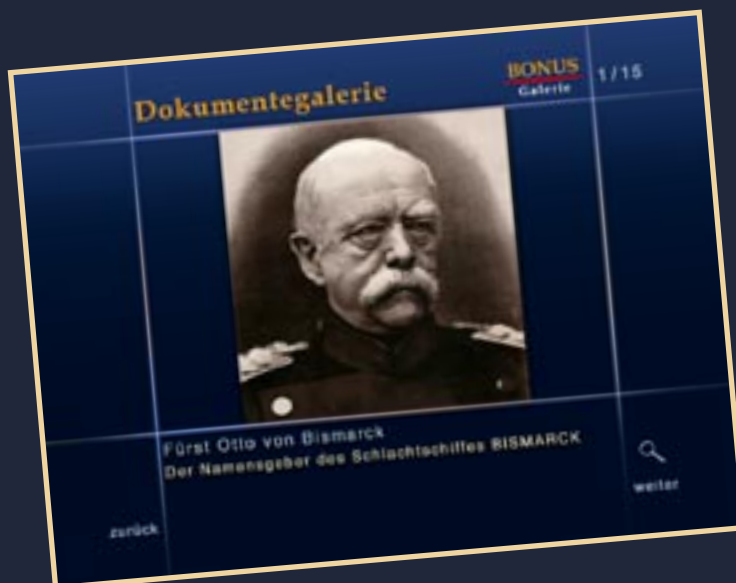 Dokumentegalerie
BONUS
Galerie
1/15
Fürst Otto von Bismarck
Der Namensgeber des Schlachtschiffes BISMARCK
weiter
zurück